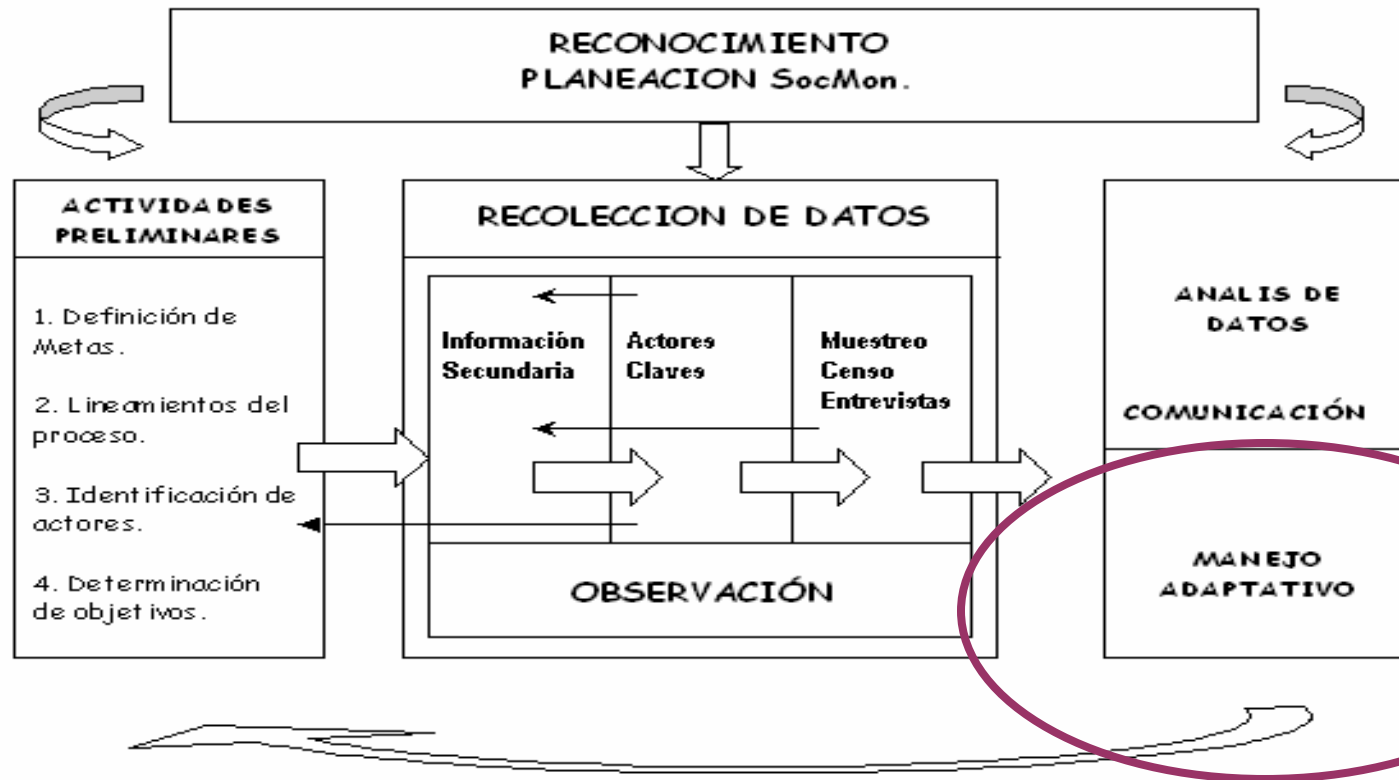 RECONOCIMIENTO
PLANEACION SocMon.
ACTIVIDADES
PRELIMINARES
1. Definición de
Metas.
2. Lineamientos del
proceso.
3. Identificación de
actores.
4. Determinación
de objetivos.
RECOLECCION DE DATOS
Información
Secundaria
Actores
Claves
Muestreo
Censo
Entrevistas
OBSERVACIÓN
ANALIS DE
DATOS
COMUNICACIÓN
MANEJO
ADAPTATIVO